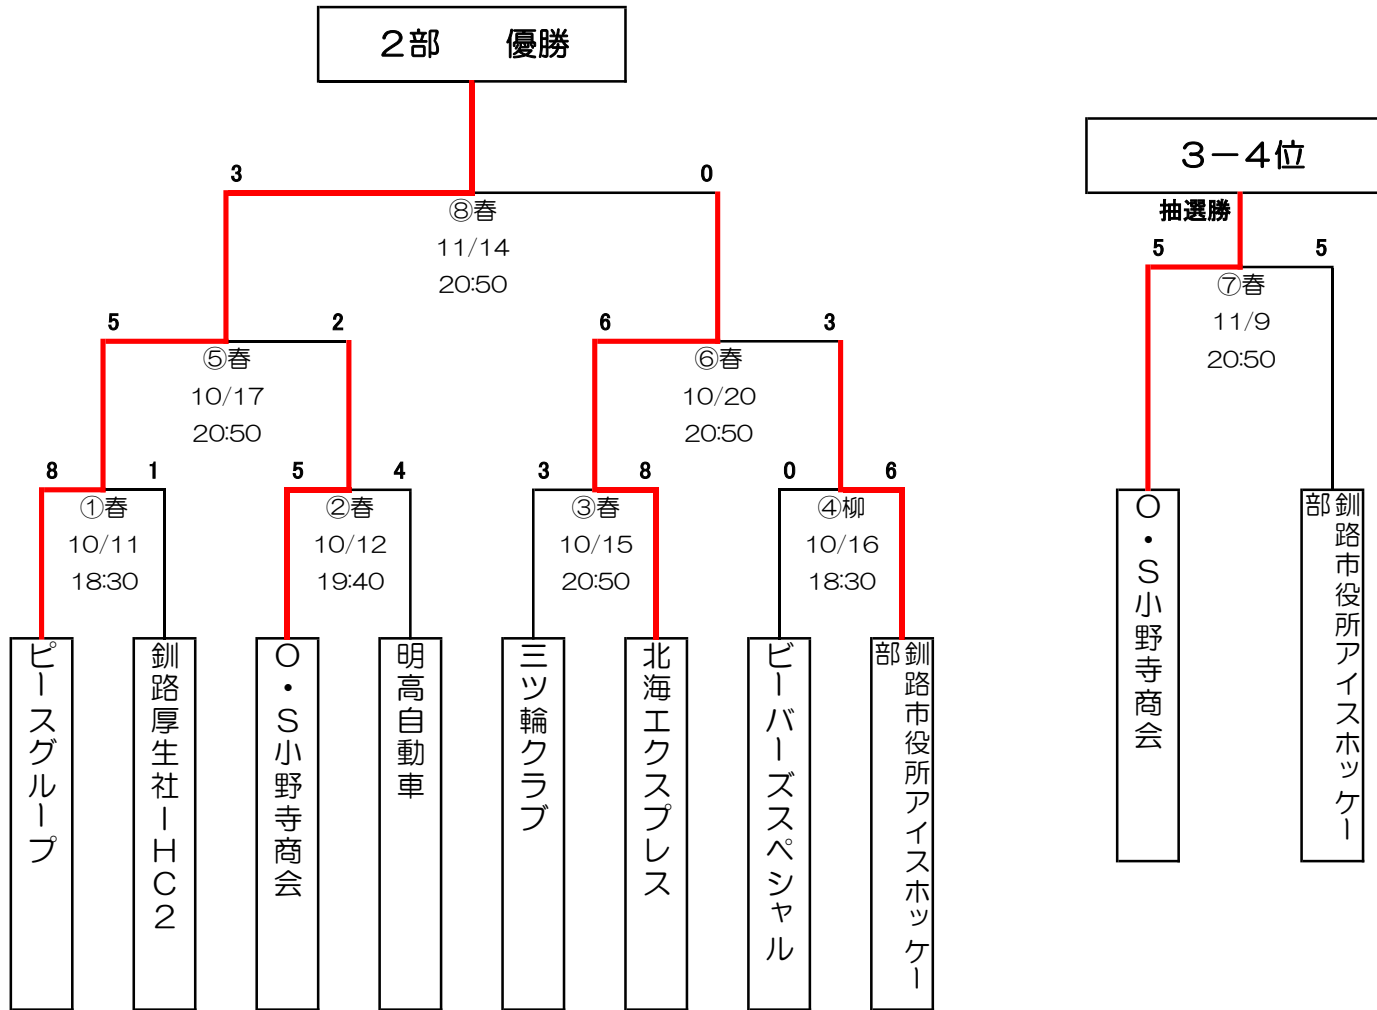 ２部　優勝
3 0
⑧春
11/14
20:50
5 2 6 3
⑤春
10/17
20:50
⑥春
10/20
20:50
8 1 5 4 3 8 0 6
①春
10/11
18:30
②春
10/12
19:40
③春
10/15
20:50
④柳
10/16
18:30
ピースグループ
釧路厚生社ＩＨＣ２
Ｏ・Ｓ小野寺商会
明高自動車
三ツ輪クラブ
北海エクスプレス
ビーバーズスペシャル
釧路市役所アイスホッケー
部
３－４位
抽選勝
5 5
⑦春
11/9
20:50
Ｏ・Ｓ小野寺商会
釧路市役所アイスホッケー
部